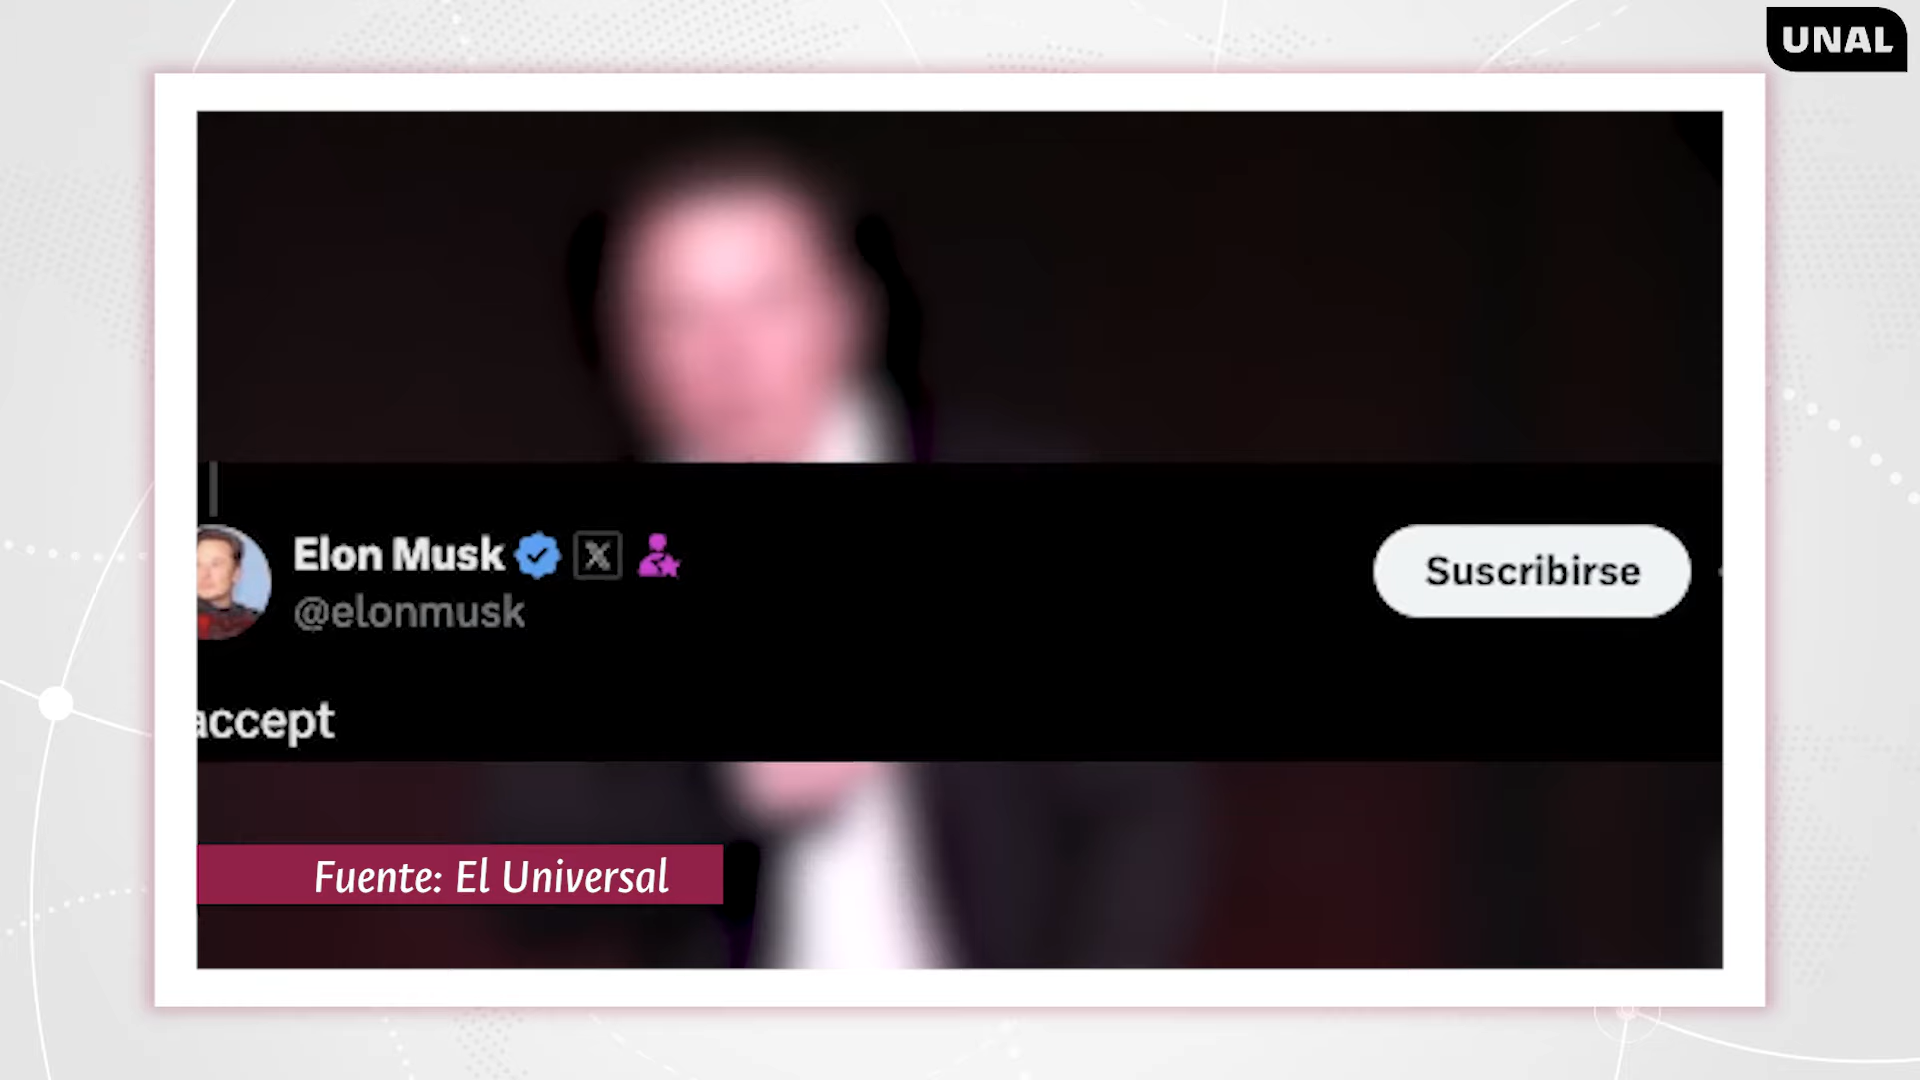 UNAL
Elon Musk
@elonmusk
Suscribirse
accept
Fuente: El Universal